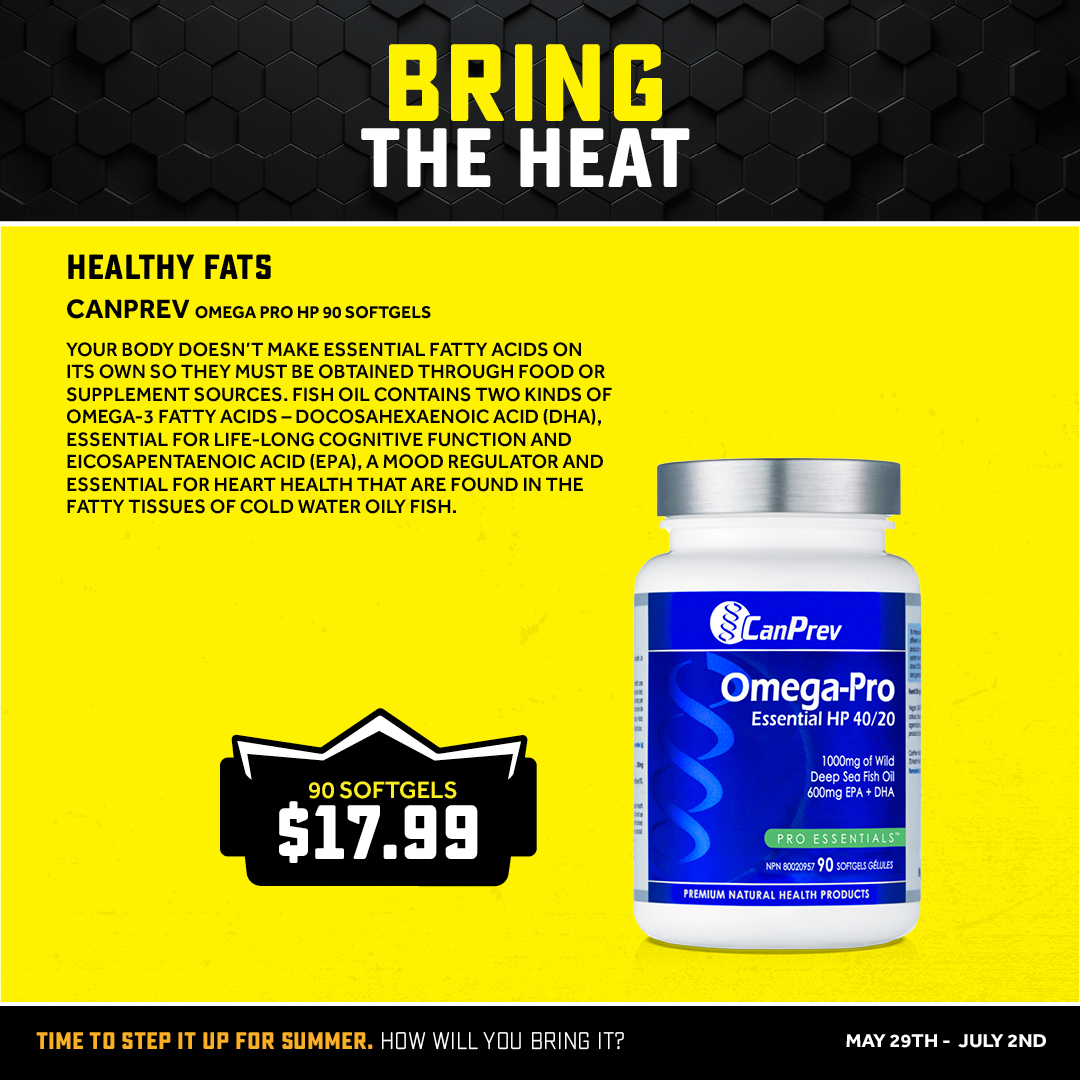 BRING
THE HEAT
HEALTHY FATS
CANPREV OMEGA PRO HP 90 SOFTGELS
YOUR BODY DOESN'T MAKE ESSENTIAL FATTY ACIDS ON
ITS OWN SO THEY MUST BE OBTAINED THROUGH FOOD OR
SUPPLEMENT SOURCES. FISH OIL CONTAINS TWO KINDS OF
OMEGA-3 FATTY ACIDS – DOCOSAHEXAENOIC ACID (DHA),
ESSENTIAL FOR LIFE-LONG COGNITIVE FUNCTION AND
EICOSAPENTAENOIC ACID (EPA), A MOOD REGULATOR AND
ESSENTIAL FOR HEART HEALTH THAT ARE FOUND IN THE
FATTY TISSUES OF COLD WATER OILY FISH.
90 SOFTGELS
$17.99
CanPrev
Omega-Pro
Essential HP 40/20
1000mg of Wild
Deep Sea Fish Oil
600mg EPA + DHA
PRO ESSENTIALS™
NPN 80020957 90 SOFTGELS GÉLULES
PREMIUM NATURAL HEALTH PRODUCTS
TIME TO STEP IT UP FOR SUMMER. HOW WILL YOU BRING IT?
MAY 29TH - JULY 2ND